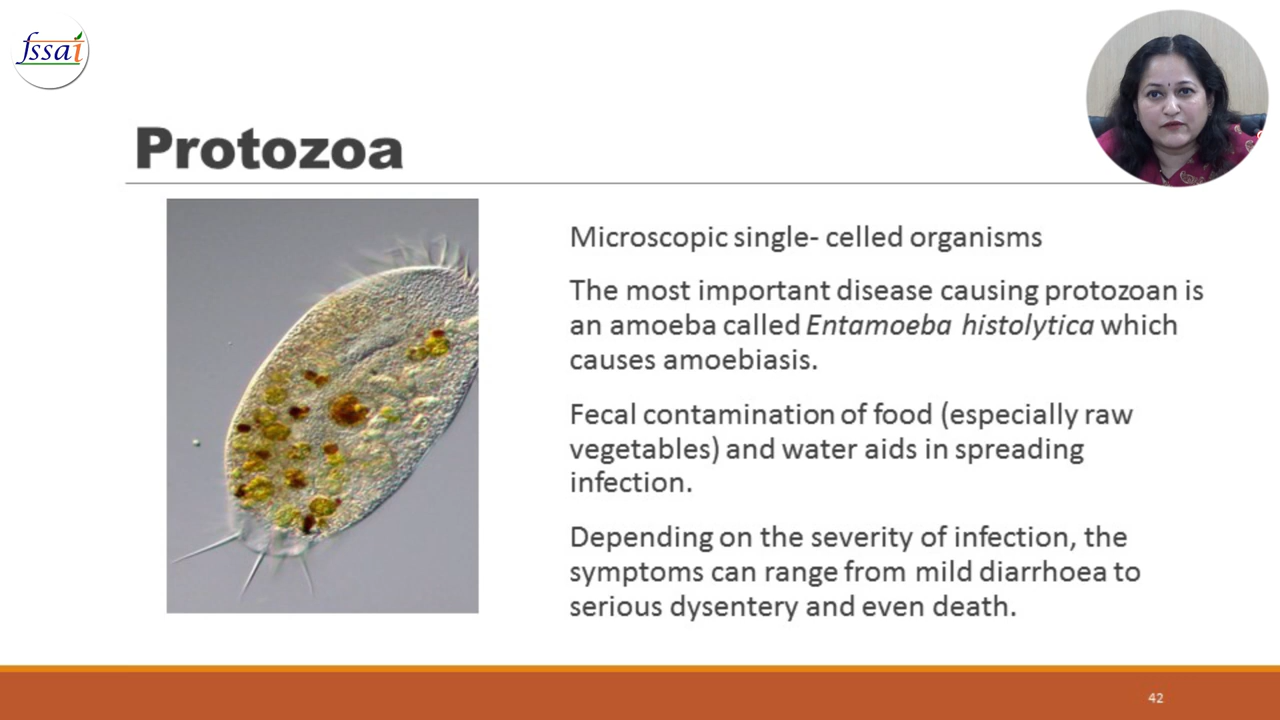 fssai
Protozoa
Microscopic single- celled organisms
The most important disease causing protozoan is
an amoeba called Entamoeba histolytica which
causes amoebiasis.
Fecal contamination of food (especially raw
vegetables) and water aids in spreading
infection.
Depending on the severity of infection, the
symptoms can range from mild diarrhoea to
serious dysentery and even death.
42